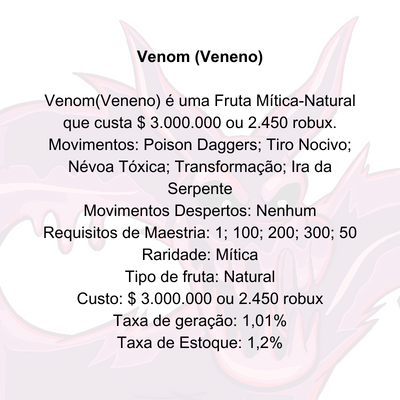 Venom (Veneno)
Venom(Veneno) é uma Fruta Mítica-Natural
que custa $ 3.000.000 ou 2.450 robux.
Movimentos: Poison Daggers; Tiro Nocivo;
Névoa Tóxica; Transformação; Ira da
Serpente
Movimentos Despertos: Nenhum
Requisitos de Maestria: 1; 100; 200; 300; 50
Raridade: Mítica
Tipo de fruta: Natural
Custo: $ 3.000.000 ou 2.450 robux
Taxa de geração: 1,01%
Taxa de Estoque: 1,2%